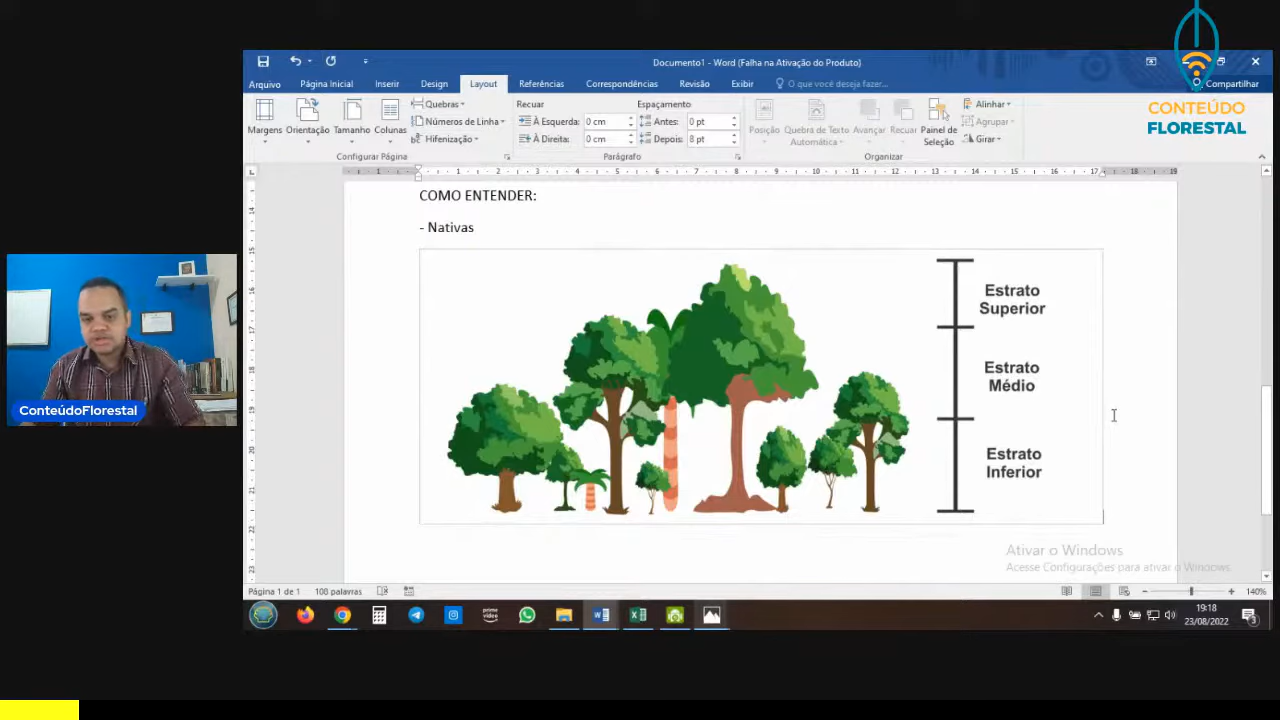 Documento1 - Word (Falha na Ativação do Produto)
Arquivo Página Inicial Inserir Design Layout Referências Correspondências Revisão Exibir O que você deseja fazer... Compartilhar
CONTEÚDO
FLORESTAL
Margens Orientação Tamanho Colunas
Quebras
Números de Linha
Hifenização
Configurar Página
Recuar
À Esquerda: 0 cm
À Direita: 0 cm
Espaçamento
Antes: 0 pt
Depois: 8 pt
Parágrafo
Posição
Quebra de Texto
Automática
Avançar
Recuar
Painel de
Seleção
Alinhar
Agrupar
Girar
Organizar
COMO ENTENDER:
- Nativas
Estrato
Superior
Estrato
Médio
Estrato
Inferior
ConteúdoFlorestal
Ativar o Windows
Acesse Configurações para ativar o Windows.
Página 1 de 1 108 palavras 140%
prime
video
19:18
23/08/2022
3